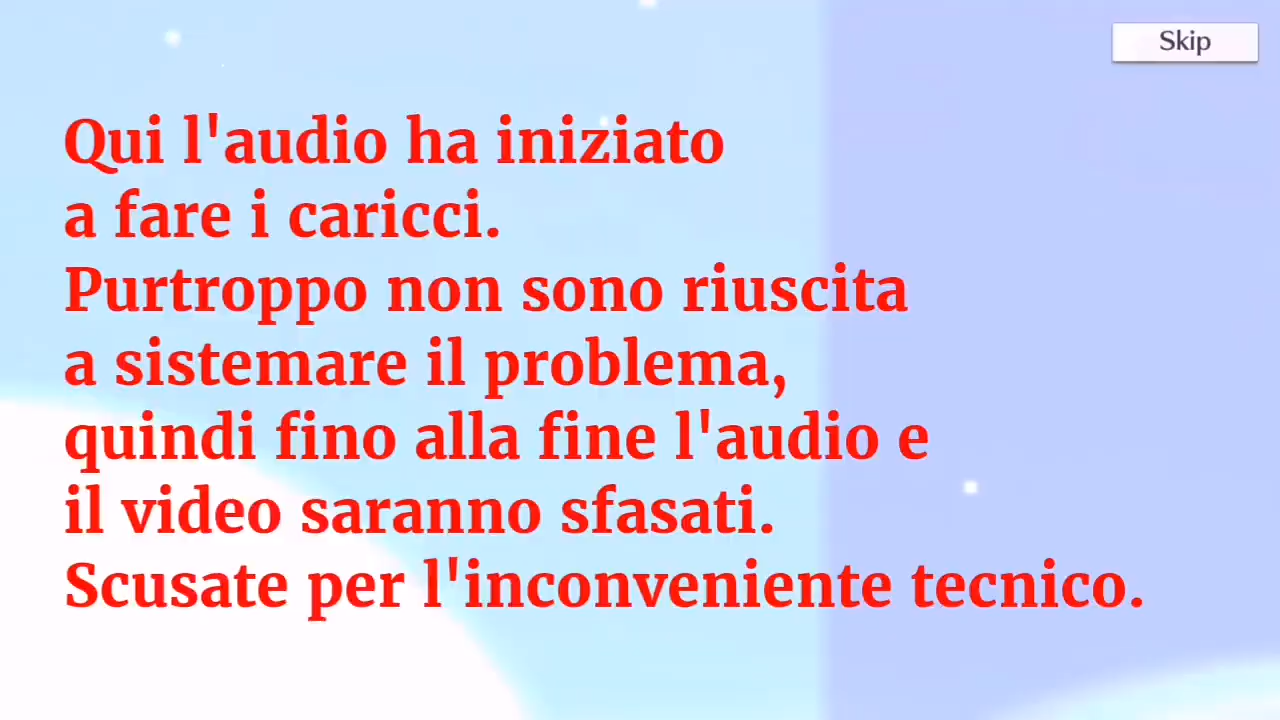 Skip
Qui l'audio ha iniziato
a fare i caricci.
Purtroppo non sono riuscita
a sistemare il problema,
quindi fino alla fine l'audio e
il video saranno sfasati.
Scusate per l'inconveniente tecnico.